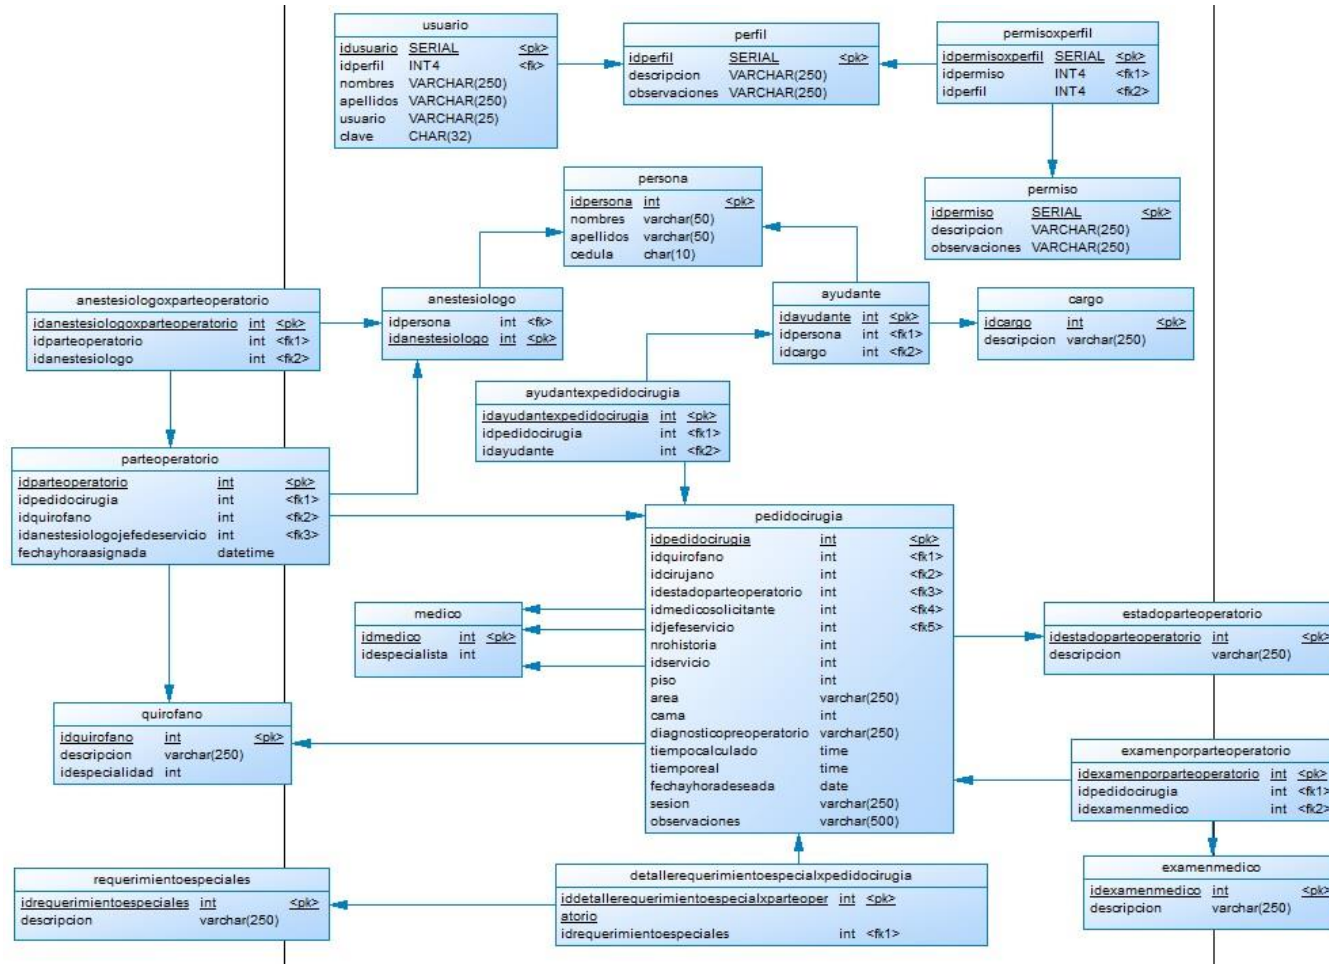 usuario
idusuario SERIAL <pk>
idperfil INT4 <fk>
nombres VARCHAR(250)
apellidos VARCHAR(250)
usuario VARCHAR(25)
clave CHAR(32)
perfil
idperfil SERIAL <pk>
descripcion VARCHAR(250)
observaciones VARCHAR(250)
permisoxperfil
idpermisoxperfil SERIAL <pk>
idpermiso INT4 <fk1>
idperfil INT4 <fk2>
persona
idpersona int <pk>
nombres varchar(50)
apellidos varchar(50)
cedula char(10)
permiso
idpermiso SERIAL <pk>
descripcion VARCHAR(250)
observaciones VARCHAR(250)
anestesiologoxparteoperatorio
idanestesiologoxparteoperatorio int <pk>
idparteoperatorio int <fk1>
idanestesiologo int <fk2>
anestesiologo
idpersona int <fk>
idanestesiologo int <pk>
ayudante
idayudante int <pk>
idpersona int <fk1>
idcargo int <fk2>
cargo
idcargo int <pk>
descripcion varchar(250)
ayudantexpedidocirugia
idayudantexpedidocirugia int <pk>
idpedidocirugia int <fk1>
idayudante int <fk2>
parteoperatorio
idparteoperatorio int <pk>
idpedidocirugia int <fk1>
idquirofano int <fk2>
idanestesiologojefedeservicio int <fk3>
fechayhoraasignada datetime
pedidocirugia
idpedidocirugia int <pk>
idquirofano int <fk1>
idcirujano int <fk2>
idestadoparteoperatorio int <fk3>
idmedicosolicitante int <fk4>
idjefeservicio int <fk5>
nrohistoria int
idservicio int
piso int
area varchar(250)
cama int
diagnosticopreoperatorio varchar(250)
tiempocalculado time
tiemporeal time
fechayhoradeseada date
sesion varchar(250)
observaciones varchar(500)
medico
idmedico int <pk>
idespecialista int
estadoparteoperatorio
idestadoparteoperatorio int <pk>
descripcion varchar(250)
quirofano
idquirofano int <pk>
descripcion varchar(250)
idespecialidad int
examenporparteoperatorio
idexamenporparteoperatorio int <pk>
idpedidocirugia int <fk1>
idexamenmedico int <fk2>
requerimientoespeciales
idrequerimientoespeciales int <pk>
descripcion varchar(250)
detallerequerimientoespecialxpedidocirugia
iddetallerequerimientoespecialxparteoper int <pk>
atorio
idrequerimientoespeciales int <fk1>
examenmedico
idexamenmedico int <pk>
descripcion varchar(250)